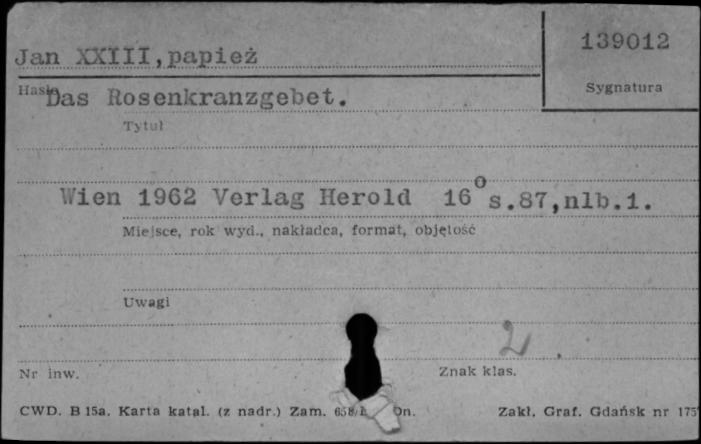 139012
Jan XXIII, papież
Sygnatura
Hasło
Das Rosenkranzgebet.
Tytuł
Wien 1962 Verlag Herold 16° s.87,nlb.1.
Miejsce, rok wyd., nakładca, format, objętość
Uwagi
2
Nr inw.
Znak klas.
CWD. B 15a. Karta katal. (z nadr.) Zam. Zakł. Graf. Gdańsk nr 175